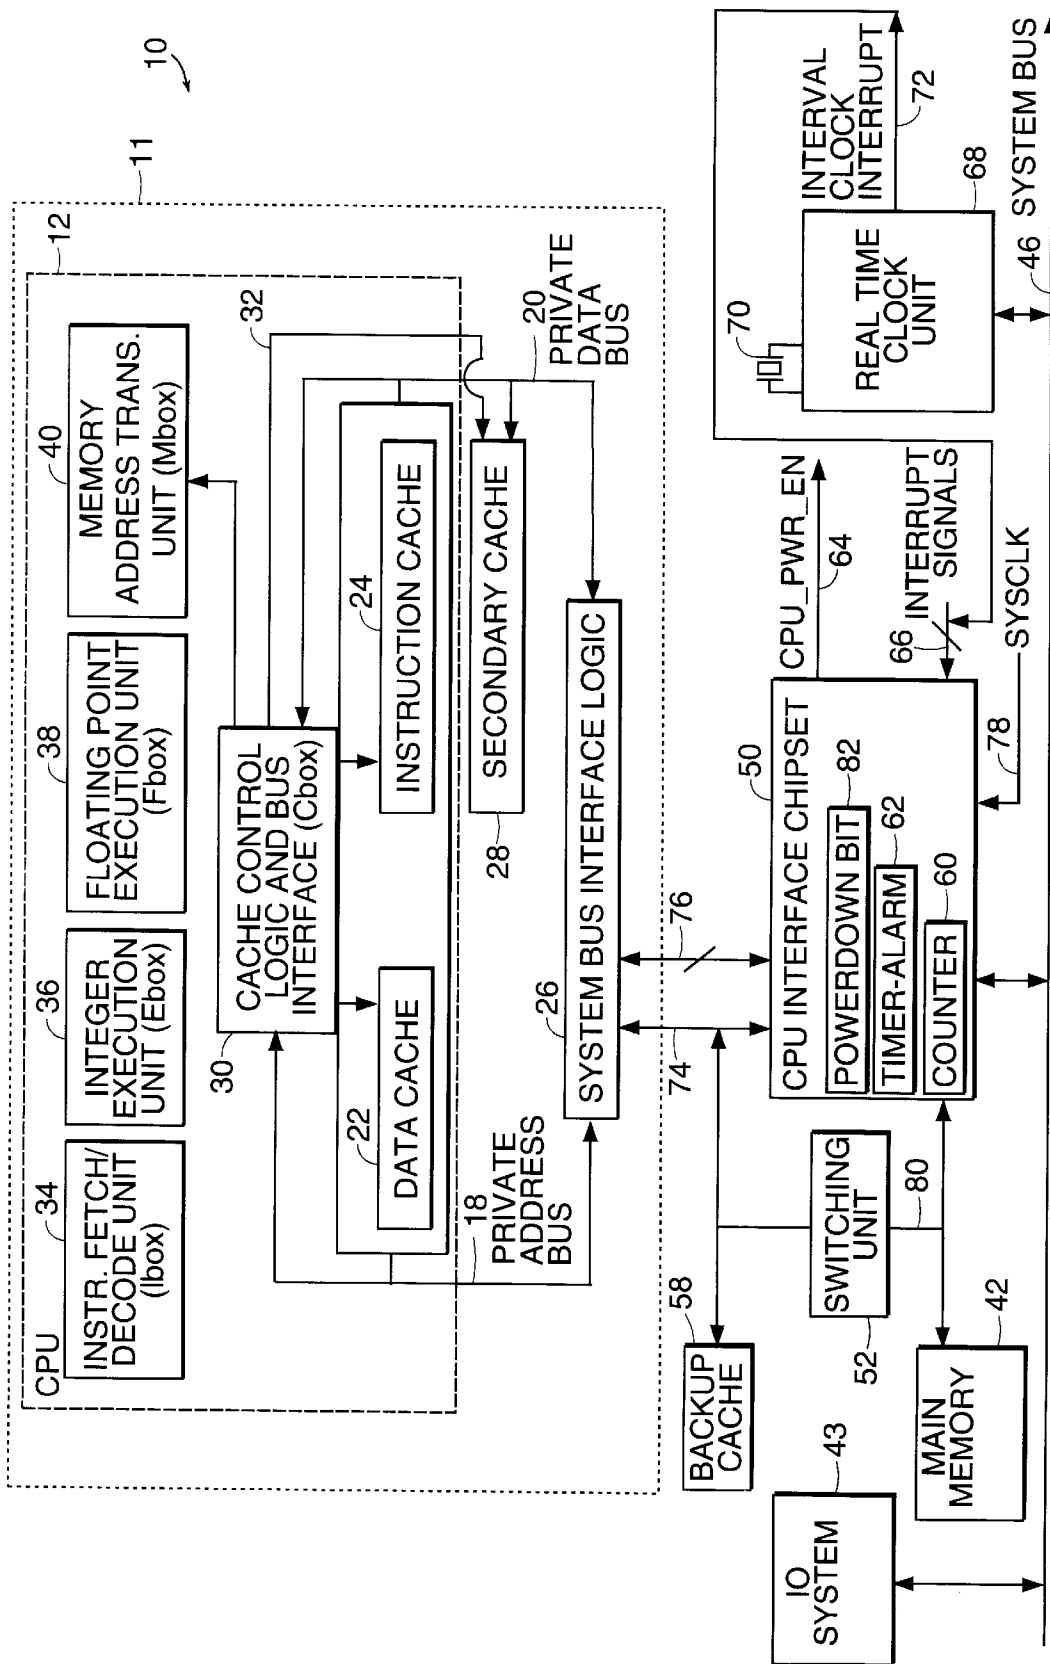 10
11
12
CPU
34
INSTR. FETCH/
DECODE UNIT
(Ibox)
36
INTEGER
EXECUTION
UNIT (Ebox)
38
FLOATING POINT
EXECUTION UNIT
(Fbox)
40
MEMORY
ADDRESS TRANS.
UNIT (Mbox)
30
CACHE CONTROL
LOGIC AND BUS
INTERFACE (Cbox)
32
22
DATA CACHE
24
INSTRUCTION CACHE
18
PRIVATE
ADDRESS
BUS
28
SECONDARY CACHE
20
PRIVATE
DATA
BUS
26
SYSTEM BUS INTERFACE LOGIC
74
76
58
BACKUP
CACHE
52
SWITCHING
UNIT
80
50
CPU INTERFACE CHIPSET
POWERDOWN BIT
82
TIMER-ALARM
62
COUNTER
60
CPU_PWR_EN
64
66
INTERRUPT
SIGNALS
78
SYSCLK
70
REAL TIME
CLOCK
UNIT
68
INTERVAL
CLOCK
INTERRUPT
72
43
IO
SYSTEM
42
MAIN
MEMORY
46
SYSTEM BUS